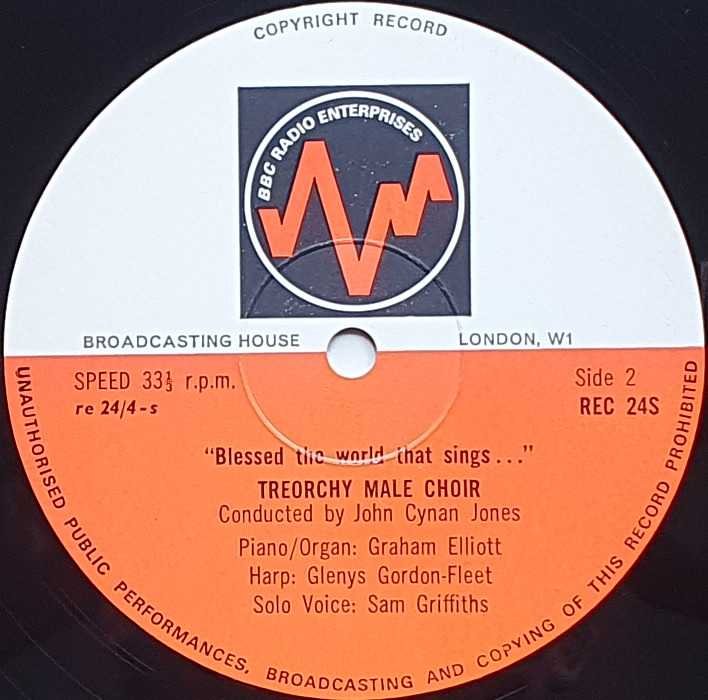 COPYRIGHT RECORD
BBC RADIO ENTERPRISES
BROADCASTING HOUSE LONDON, W1
SPEED 33⅓ r.p.m. Side 2
re 24/4-s REC 24S
"Blessed the world that sings..."
TREORCHY MALE CHOIR
Conducted by John Cynan Jones
Piano/Organ: Graham Elliott
Harp: Glenys Gordon-Fleet
Solo Voice: Sam Griffiths
UNAUTHORISED PUBLIC PERFORMANCES, BROADCASTING AND COPYING OF THIS RECORD PROHIBITED